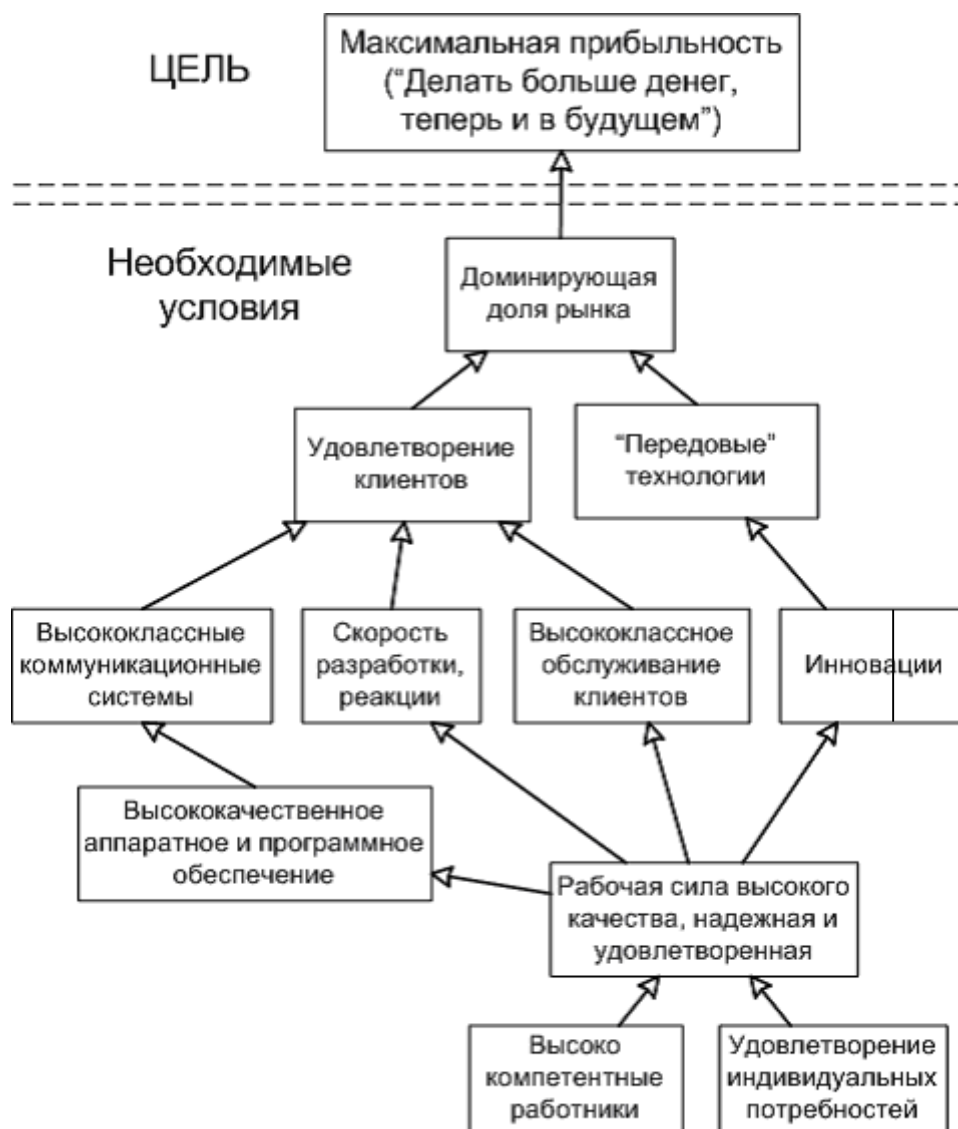 ЦЕЛЬ
Максимальная прибыльность
(“Делать больше денег,
теперь и в будущем”)
Необходимые
условия
Доминирующая
доля рынка
Удовлетворение
клиентов
“Передовые”
технологии
Высококлассные
коммуникационные
системы
Скорость
разработки,
реакции
Высококлассное
обслуживание
клиентов
Инновации
Высококачественное
аппаратное и программное
обеспечение
Рабочая сила высокого
качества, надежная и
удовлетворенная
Высоко
компетентные
работники
Удовлетворение
индивидуальных
потребностей